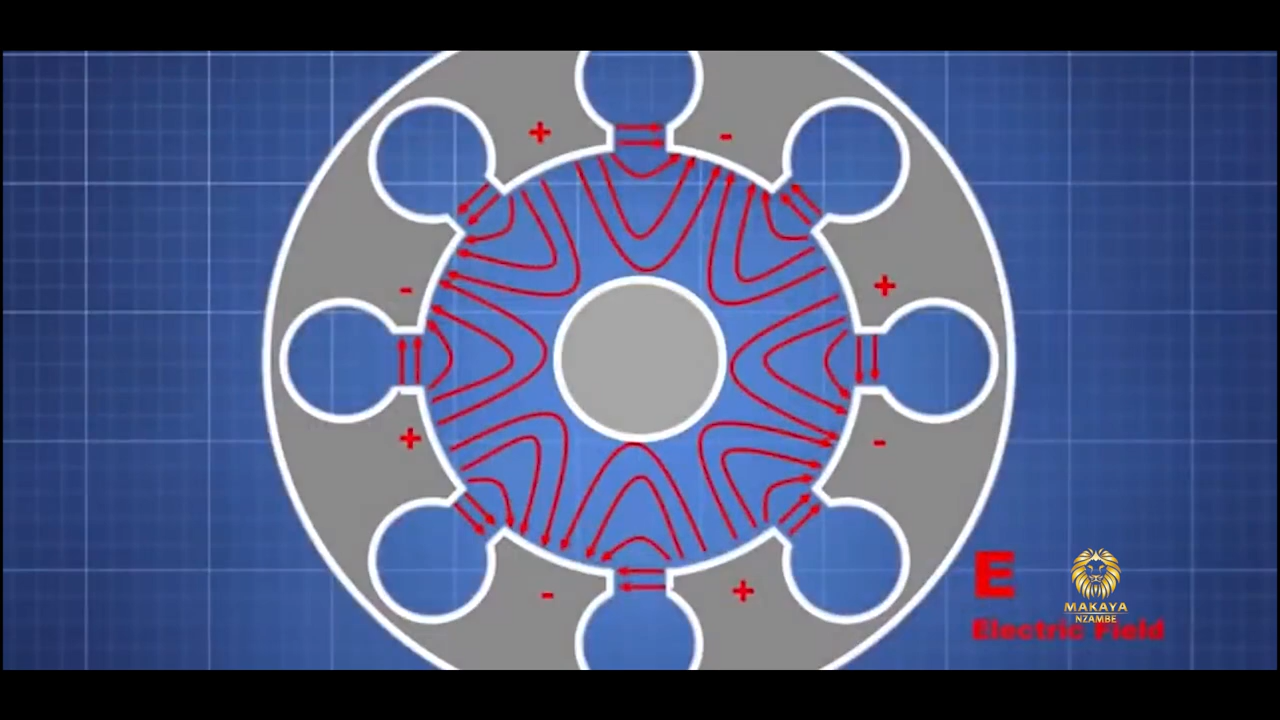 + -
- +
+ -
- +
E
MAKAYA
NZAMBE
Electric Field